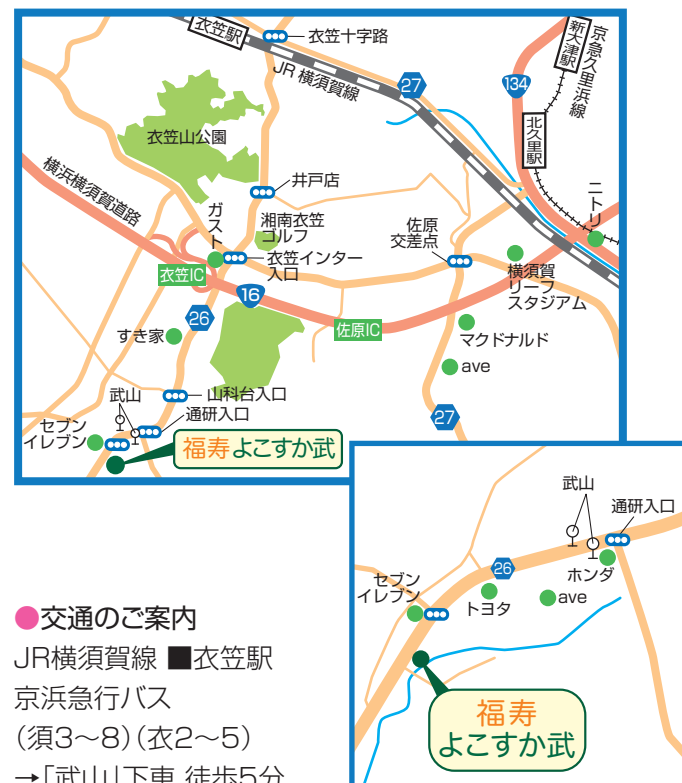 衣笠駅
衣笠十字路
JR 横須賀線
27
134
新大津駅
京急久里浜線
北久里駅
衣笠山公園
横浜横須賀道路
井戸店
ガスト
湘南衣笠
ゴルフ
衣笠インター
入口
佐原
交差点
ニトリ
衣笠IC
16
横須賀
リーフ
スタジアム
26
佐原IC
すき家
マクドナルド
ave
山科台入口
武山
通研入口
27
セブン
イレブン
福寿よこすか武
武山
通研入口
26
ホンダ
セブン
イレブン
トヨタ
ave
福寿
よこすか武
●交通のご案内
JR横須賀線 ■衣笠駅
京浜急行バス
(須3〜8)(衣2〜5)
→「武山」下車 徒歩5分